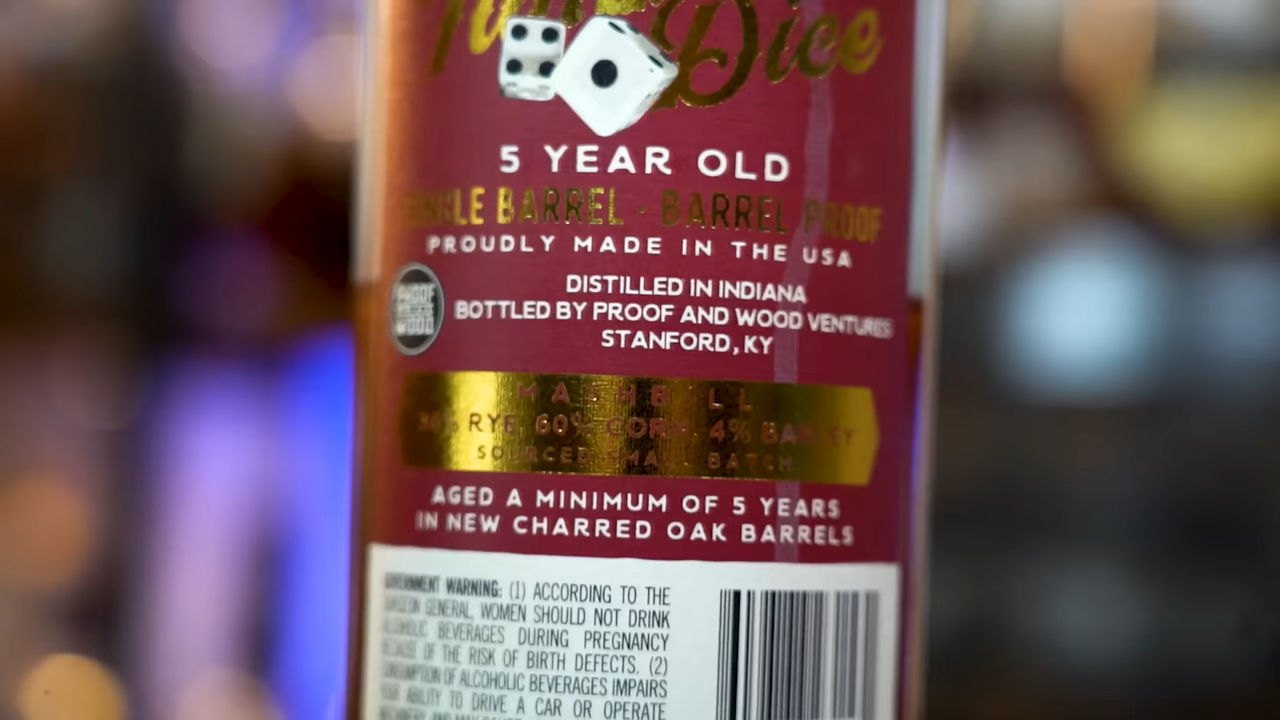 Dice
5 YEAR OLD
SINGLE BARREL - BARREL PROOF
PROUDLY MADE IN THE USA
PROOF
WOOD
DISTILLED IN INDIANA
BOTTLED BY PROOF AND WOOD VENTURES
STANFORD, KY
MASHBILL
36% RYE 60% CORN 4% BARLEY
SOURCED SMALL BATCH
AGED A MINIMUM OF 5 YEARS
IN NEW CHARRED OAK BARRELS
GOVERNMENT WARNING: (1) ACCORDING TO THE
SURGEON GENERAL, WOMEN SHOULD NOT DRINK
ALCOHOLIC BEVERAGES DURING PREGNANCY
BECAUSE OF THE RISK OF BIRTH DEFECTS. (2)
CONSUMPTION OF ALCOHOLIC BEVERAGES IMPAIRS
YOUR ABILITY TO DRIVE A CAR OR OPERATE